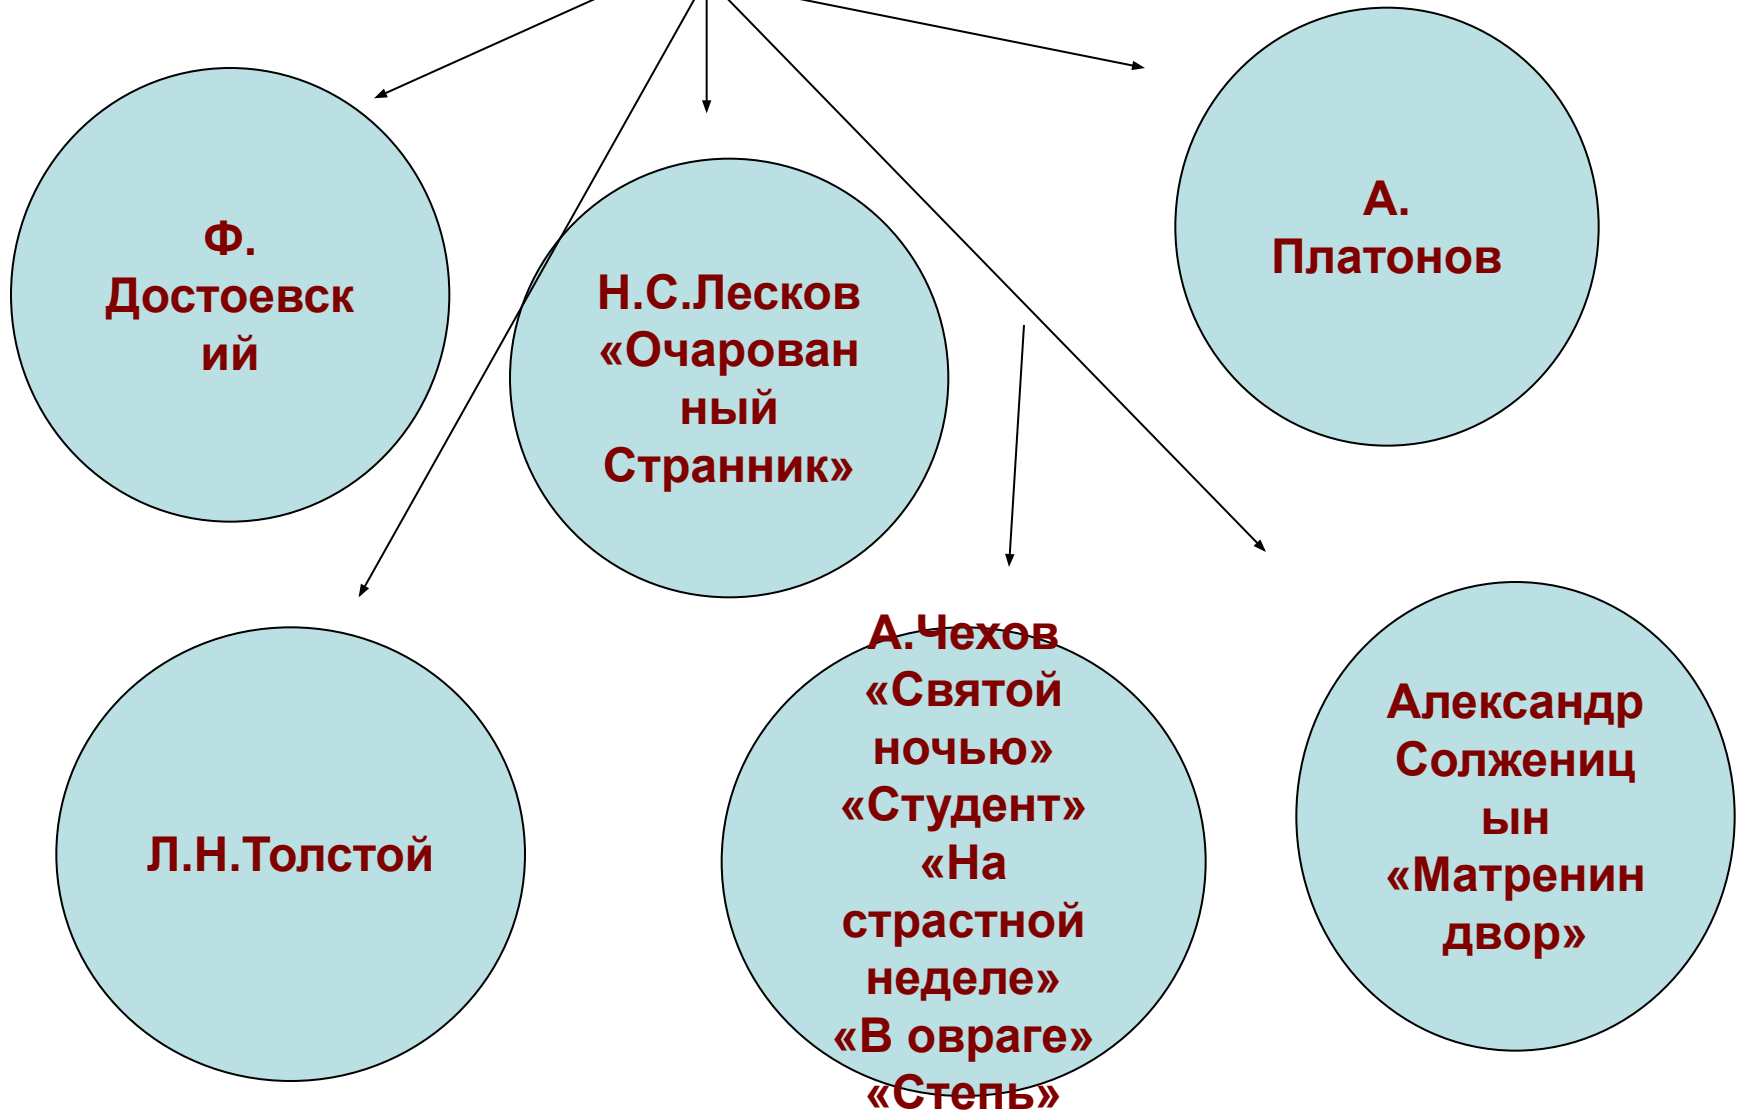 Ф.
Достоевск
ий
Н.С.Лесков
«Очарован
ный
Странник»
А.
Платонов
Л.Н.Толстой
А.Чехов
«Святой
ночью»
«Студент»
«На
страстной
неделе»
«В овраге»
«Степь»
Александр
Солжениц
ын
«Матренин
двор»